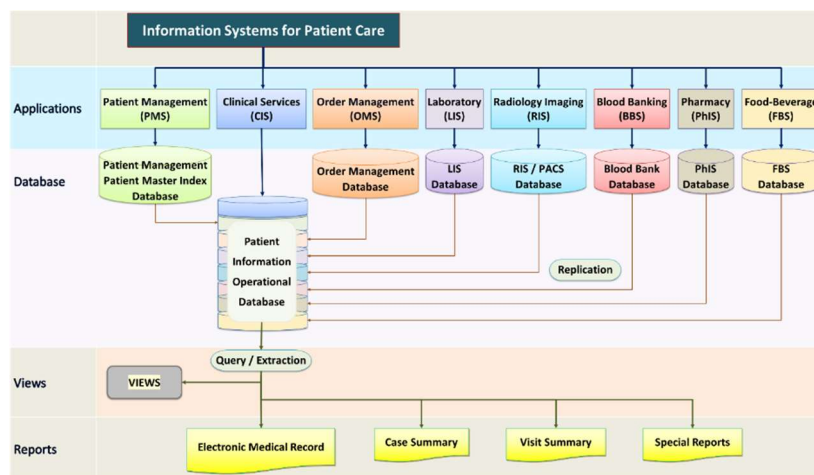 Information Systems for Patient Care
Applications
Patient Management
(PMS)
Clinical Services
(CIS)
Order Management
(OMS)
Laboratory
(LIS)
Radiology Imaging
(RIS)
Blood Banking
(BBS)
Pharmacy
(PhIS)
Food-Beverage
(FBS)
Database
Patient Management
Patient Master Index
Database
Order Management
Database
LIS
Database
RIS / PACS
Database
Blood Bank
Database
PhIS
Database
FBS
Database
Patient
Information
Operational
Database
Replication
Query / Extraction
Views
VIEWS
Reports
Electronic Medical Record
Case Summary
Visit Summary
Special Reports